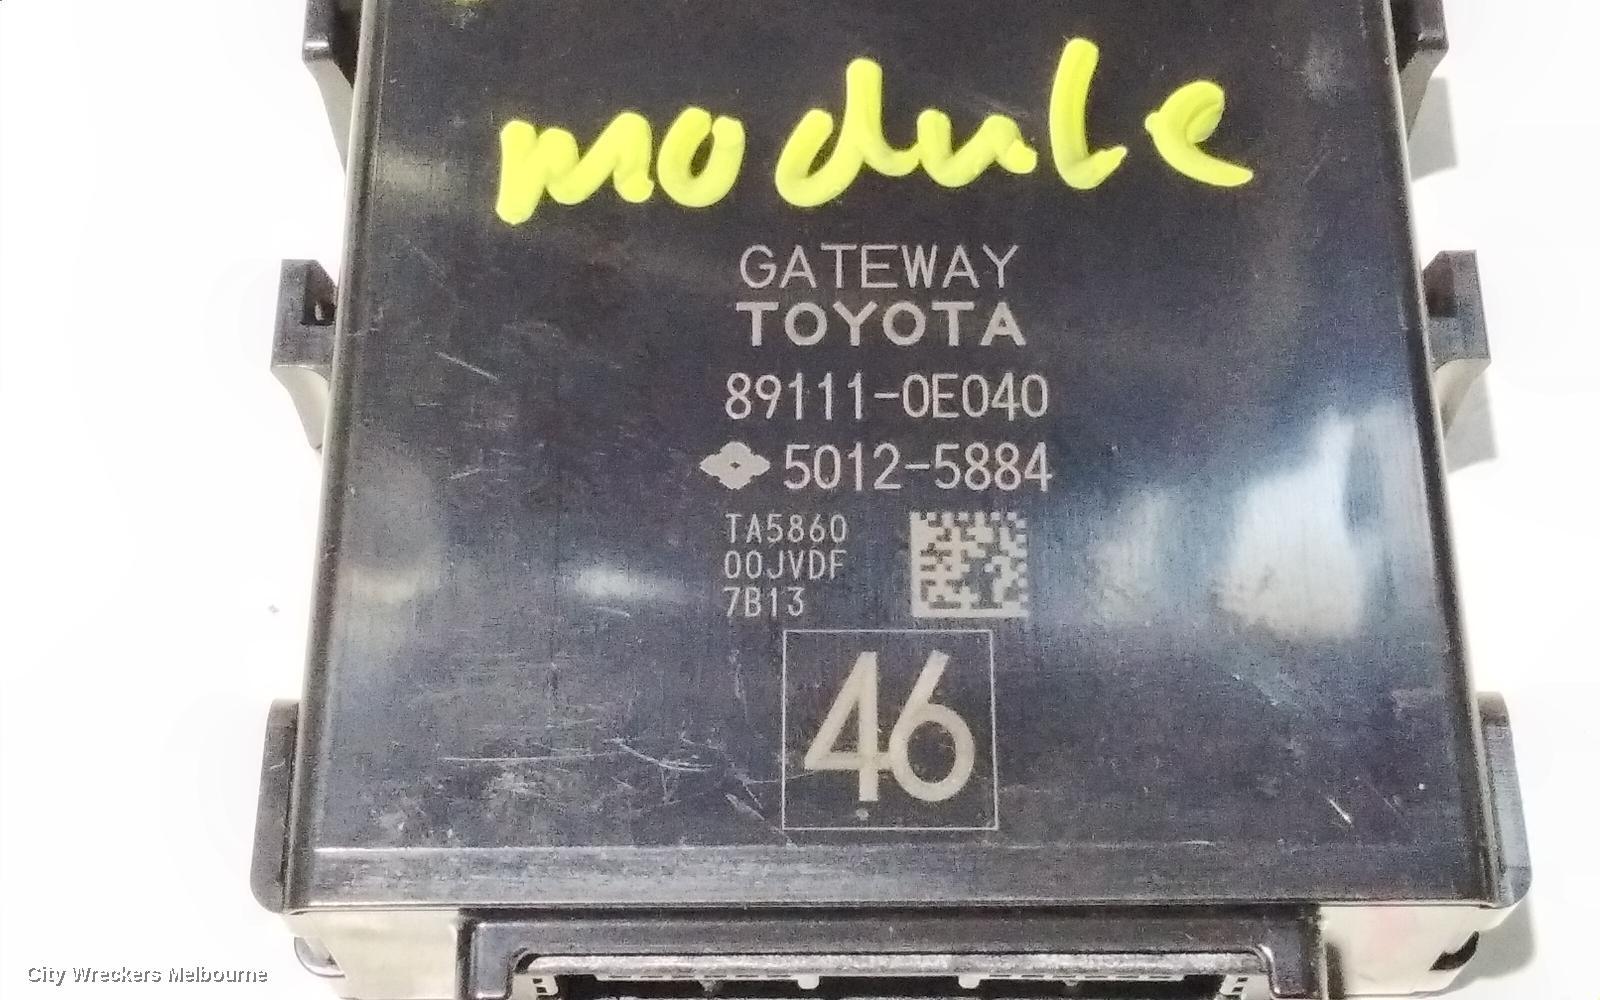 module
GATEWAY
TOYOTA
89111-0E040
5012-5884
TA5860
00JVDF
7B13
46
City Wreckers Melbourne